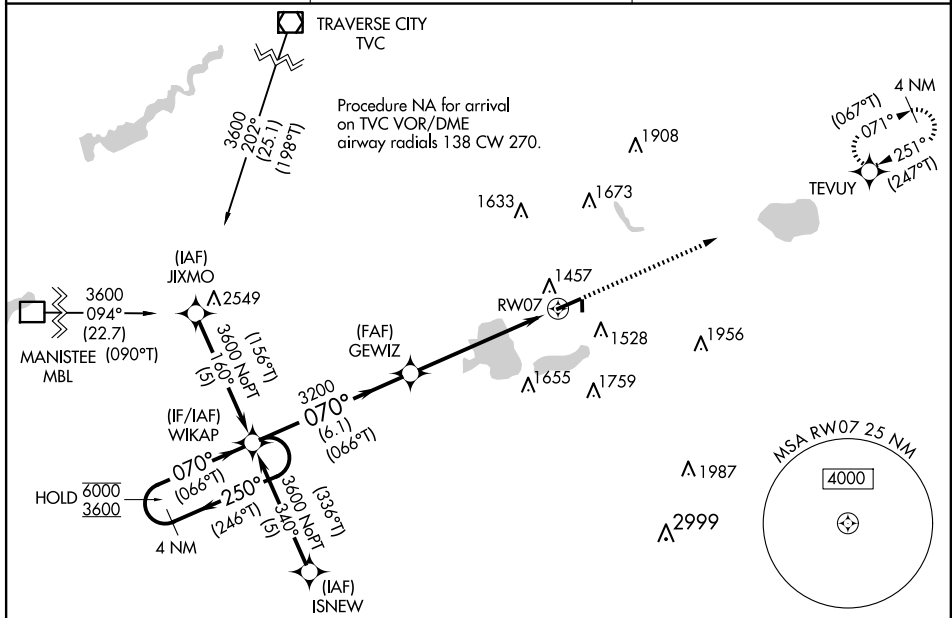 TRAVERSE CITY
TVC
3600
202°
(25.1)
(198°T)
Procedure NA for arrival
on TVC VOR/DME
airway radials 138 CW 270.
1908
1633
1673
4 NM
(067°T)
071°
251°
(247°T)
TEVUY
(IAF)
JIXMO
2549
3600
094°
(22.7)
(090°T)
MANISTEE
MBL
3600 NoPT
160°
(5)
(156°T)
1457
RW07
(FAF)
GEWIZ
1528
1956
1655
1759
(IF/IAF)
WIKAP
3200
070°
(6.1)
(066°T)
070°
(066°T)
HOLD
6000
3600
250°
(246°T)
4 NM
3600 NoPT
340°
(5)
(336°T)
(IAF)
ISNEW
1987
2999
MSA RW07 25 NM
4000